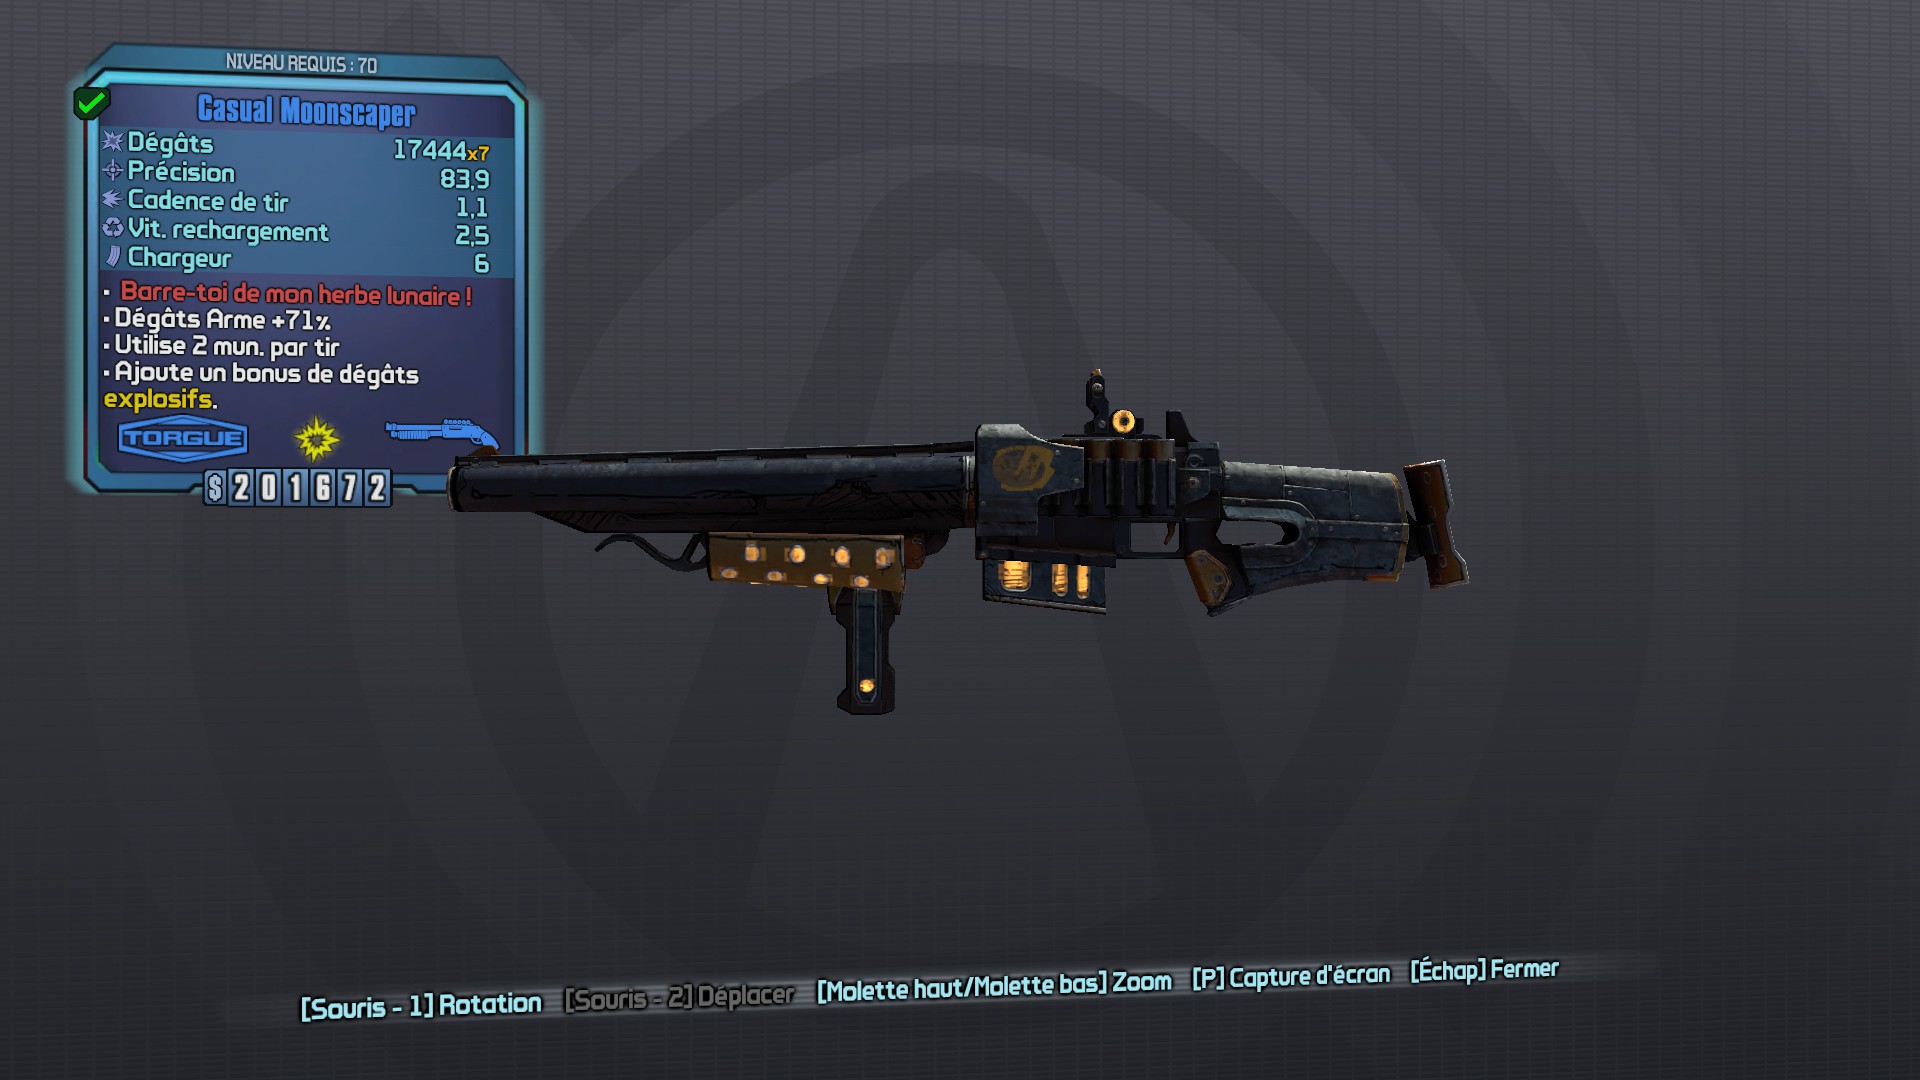 NIVEAU REQUIS : 70
Casual Moonscaper
Dégâts 17444x7
Précision 83,9
Cadence de tir 1,1
Vit. rechargement 2,5
Chargeur 6
• Barre-toi de mon herbe lunaire !
• Dégâts Arme +71%
• Utilise 2 mun. par tir
• Ajoute un bonus de dégâts
explosifs.
TORGUE
$201672
[Souris - 1] Rotation [Souris - 2] Déplacer [Molette haut/Molette bas] Zoom [P] Capture d'écran [Échap] Fermer